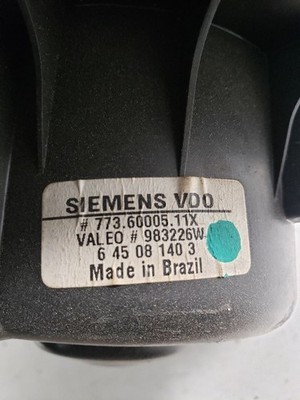 SIEMENS VDO
# 773.60005.11X
VALEO # 983226W
6 45 08 140 3
Made in Brazil